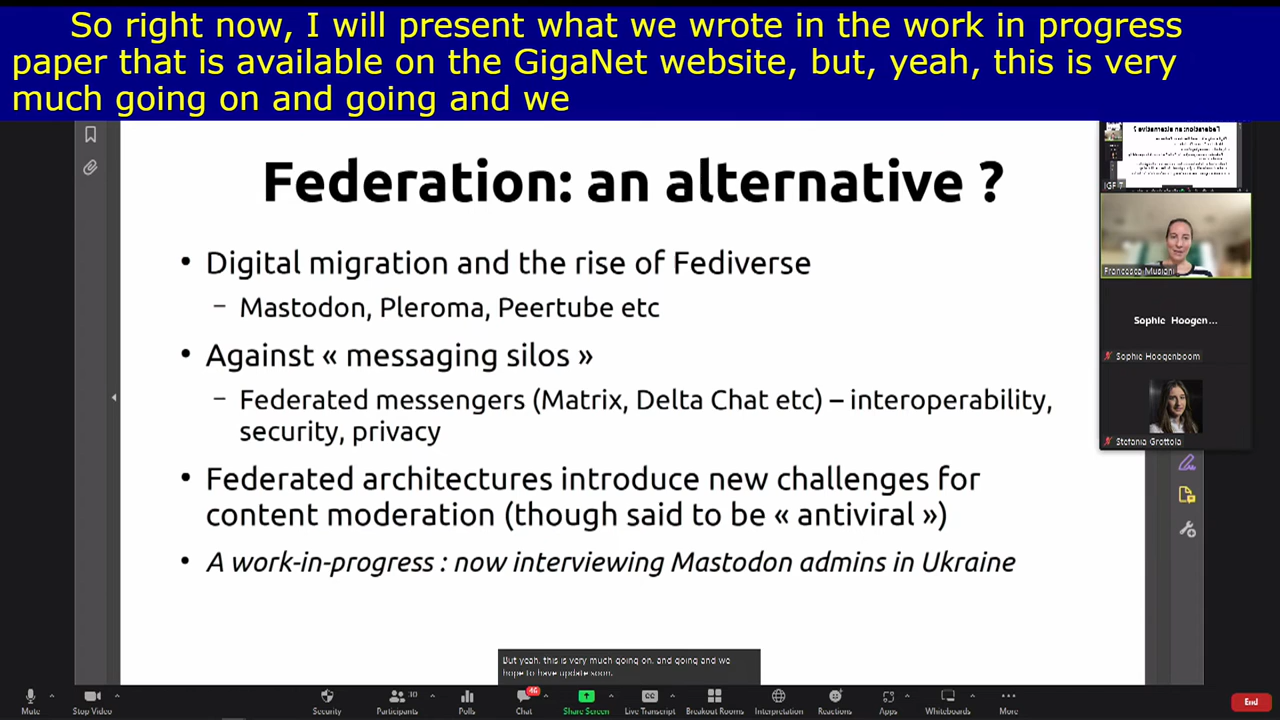 So right now, I will present what we wrote in the work in progress
paper that is available on the GigaNet website, but, yeah, this is very
much going on and going and we
Federation: an alternative ?
• Digital migration and the rise of Fediverse
– Mastodon, Pleroma, Peertube etc
• Against « messaging silos »
– Federated messengers (Matrix, Delta Chat etc) – interoperability,
security, privacy
• Federated architectures introduce new challenges for
content moderation (though said to be « antiviral »)
• A work-in-progress : now interviewing Mastodon admins in Ukraine
Federation: an alternative ?
IGF
Francesca Musiani
Sophie Hoogen...
Sophie Hoogenboom
Stefania Grottola
But yeah, this is very much going on, and going and we
hope to have update soon.
Mute
Stop Video
Security
Participants
30
Polls
Chat
46
Share Screen
Live Transcript
Breakout Rooms
Interpretation
Reactions
Apps
Whiteboards
More
End